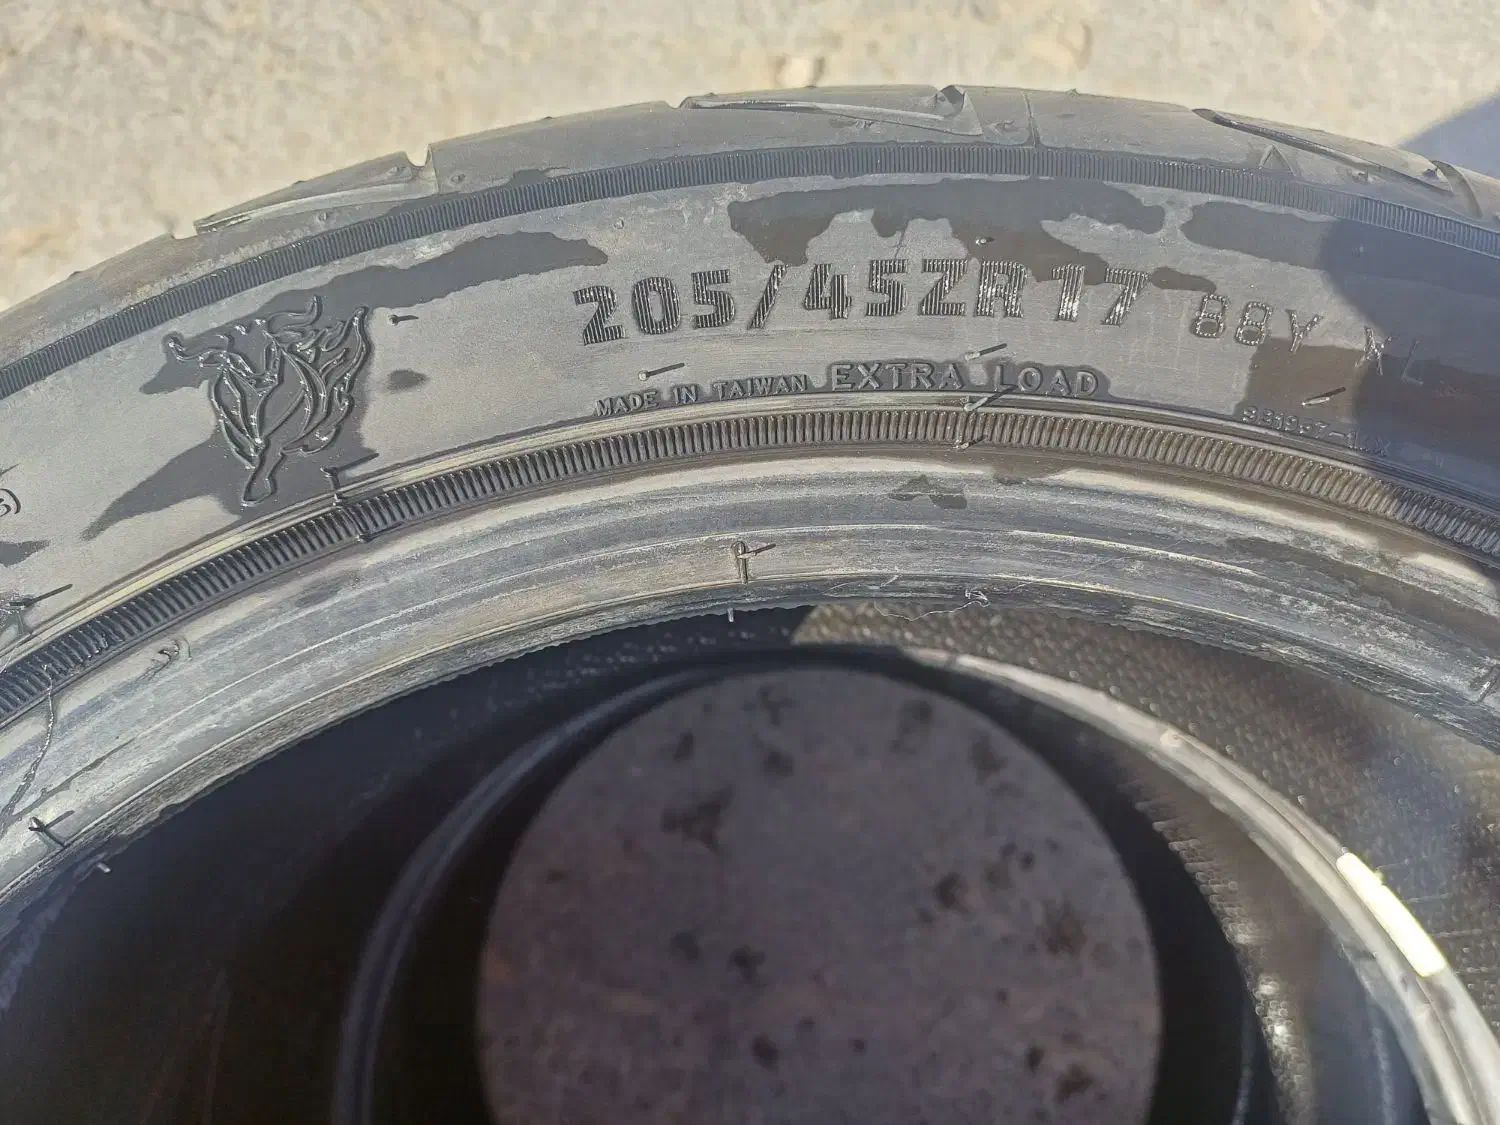 205/45ZR17 88Y XL
MADE IN TAIWAN EXTRA LOAD